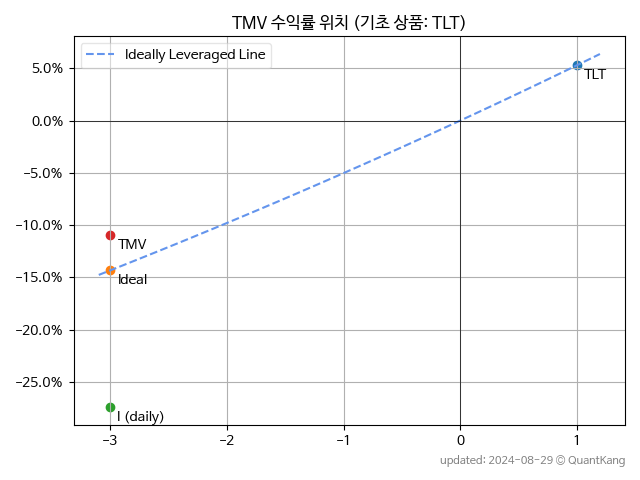 TMV 수익률 위치 (기초 상품: TLT)
Ideally Leveraged Line
5.0%
0.0%
−5.0%
−10.0%
−15.0%
−20.0%
−25.0%
TLT
TMV
Ideal
I (daily)
−3
−2
−1
0
1
updated: 2024-08-29 © QuantKang